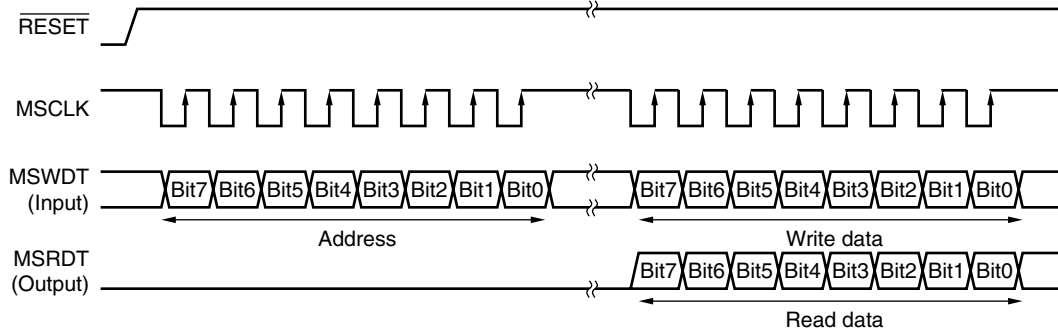 RESET
MSCLK
MSWDT
(Input)
Bit7 Bit6 Bit5 Bit4 Bit3 Bit2 Bit1 Bit0 Bit7 Bit6 Bit5 Bit4 Bit3 Bit2 Bit1 Bit0
Address Write data
MSRDT
(Output)
Bit7 Bit6 Bit5 Bit4 Bit3 Bit2 Bit1 Bit0
Read data